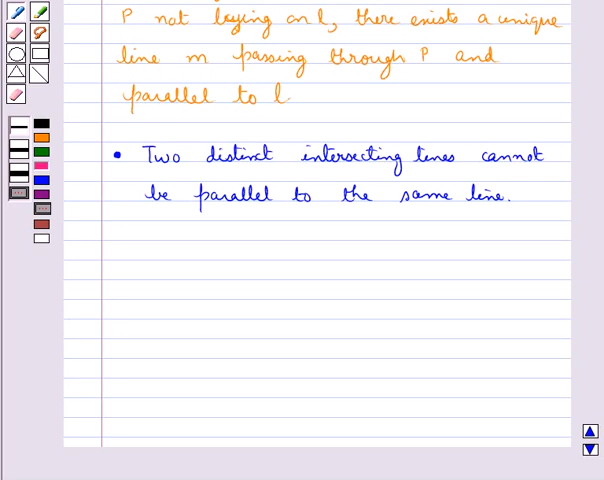 P not laying on l, there exists a unique
line m passing through P and
parallel to l
• Two distinct intersecting lines cannot
be parallel to the same line.